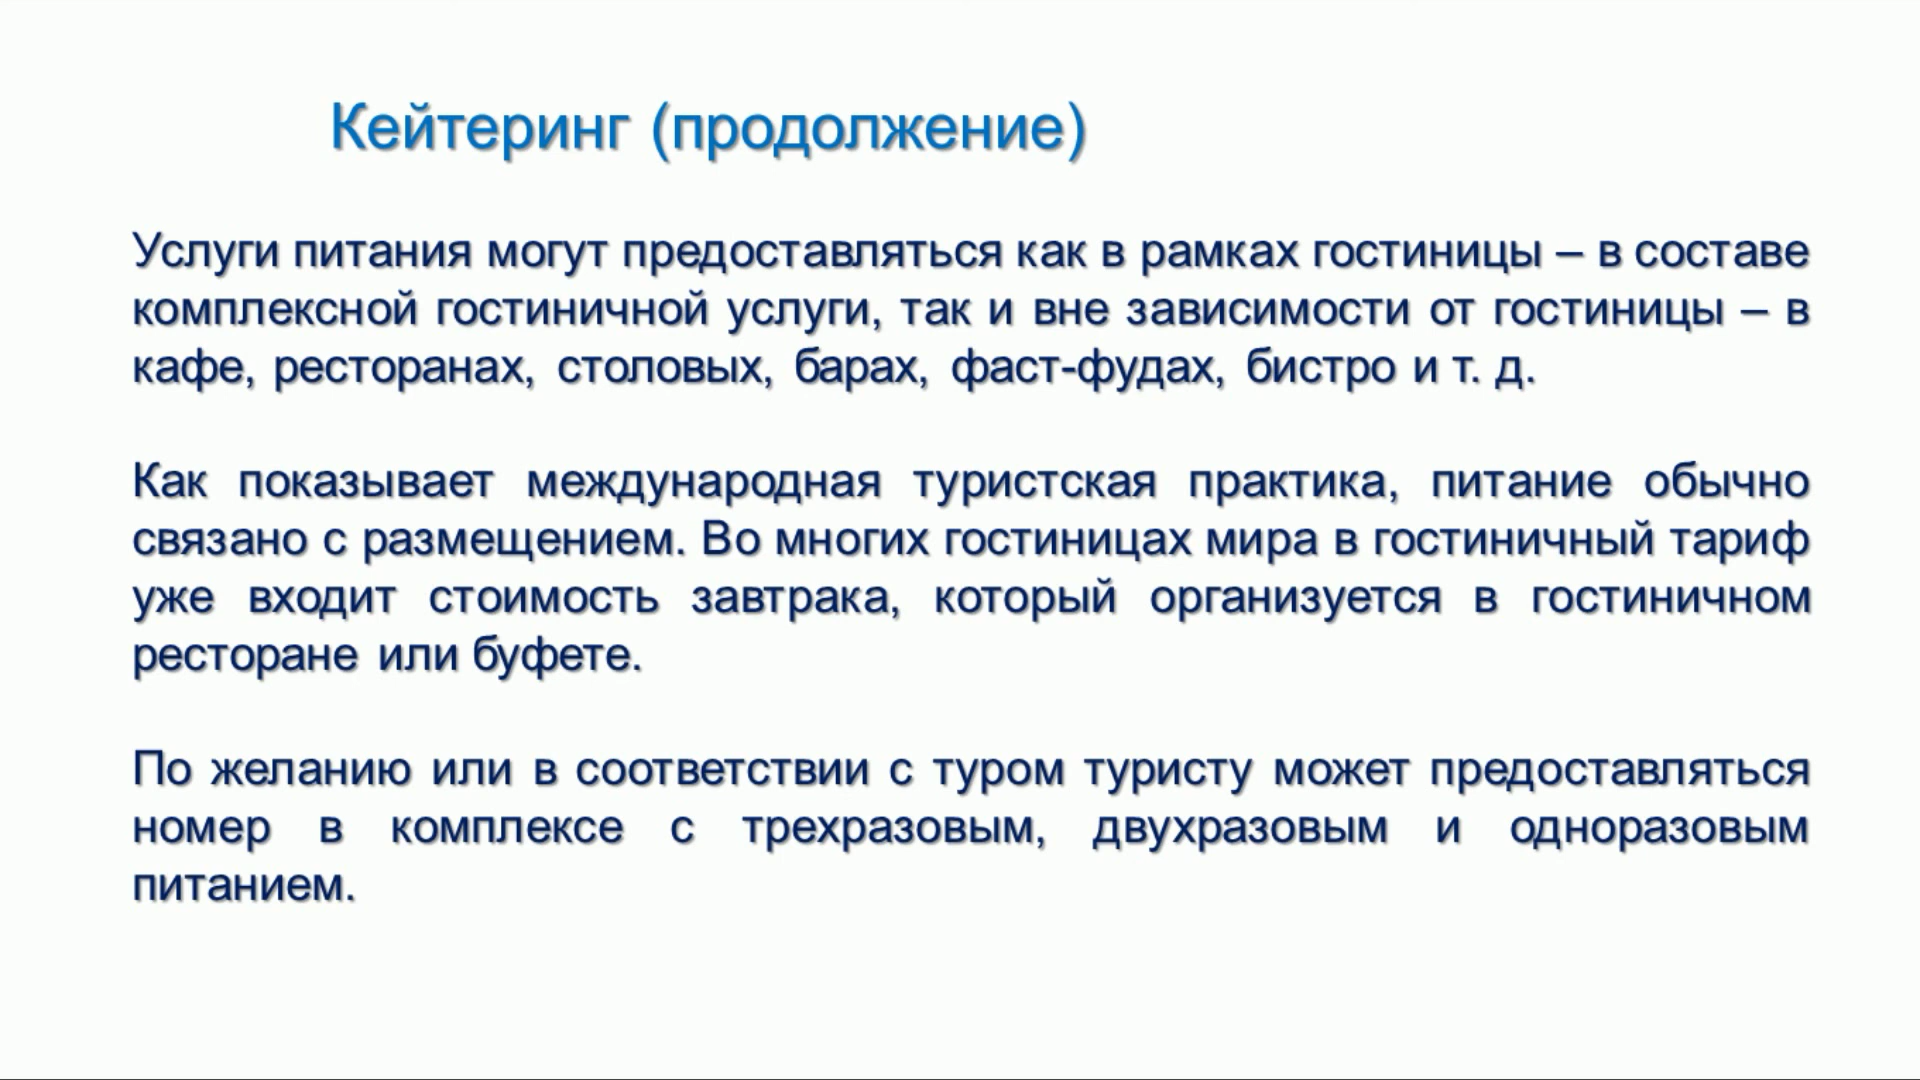 Кейтеринг (продолжение)
Услуги питания могут предоставляться как в рамках гостиницы – в составе
комплексной гостиничной услуги, так и вне зависимости от гостиницы – в
кафе, ресторанах, столовых, барах, фаст-фудах, бистро и т. д.
Как показывает международная туристская практика, питание обычно
связано с размещением. Во многих гостиницах мира в гостиничный тариф
уже входит стоимость завтрака, который организуется в гостиничном
ресторане или буфете.
По желанию или в соответствии с туром туристу может предоставляться
номер в комплексе с трехразовым, двухразовым и одноразовым
питанием.